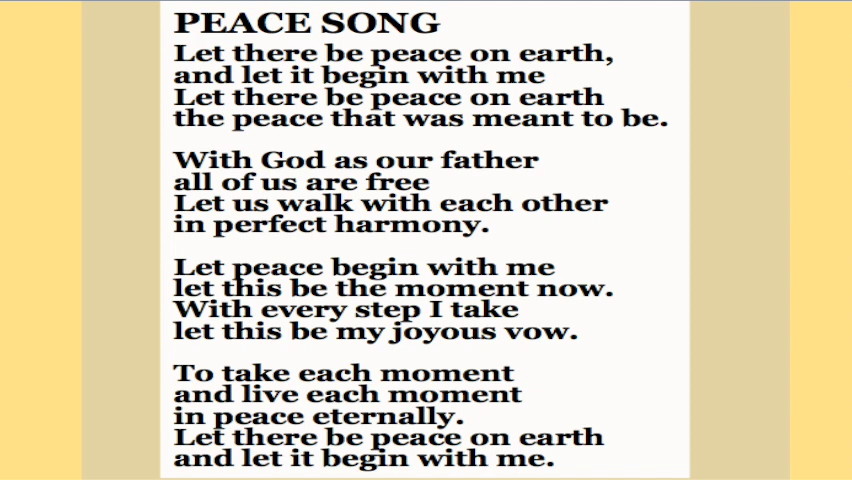 PEACE SONG
Let there be peace on earth,
and let it begin with me
Let there be peace on earth
the peace that was meant to be.
With God as our father
all of us are free
Let us walk with each other
in perfect harmony.
Let peace begin with me
let this be the moment now.
With every step I take
let this be my joyous vow.
To take each moment
and live each moment
in peace eternally.
Let there be peace on earth
and let it begin with me.